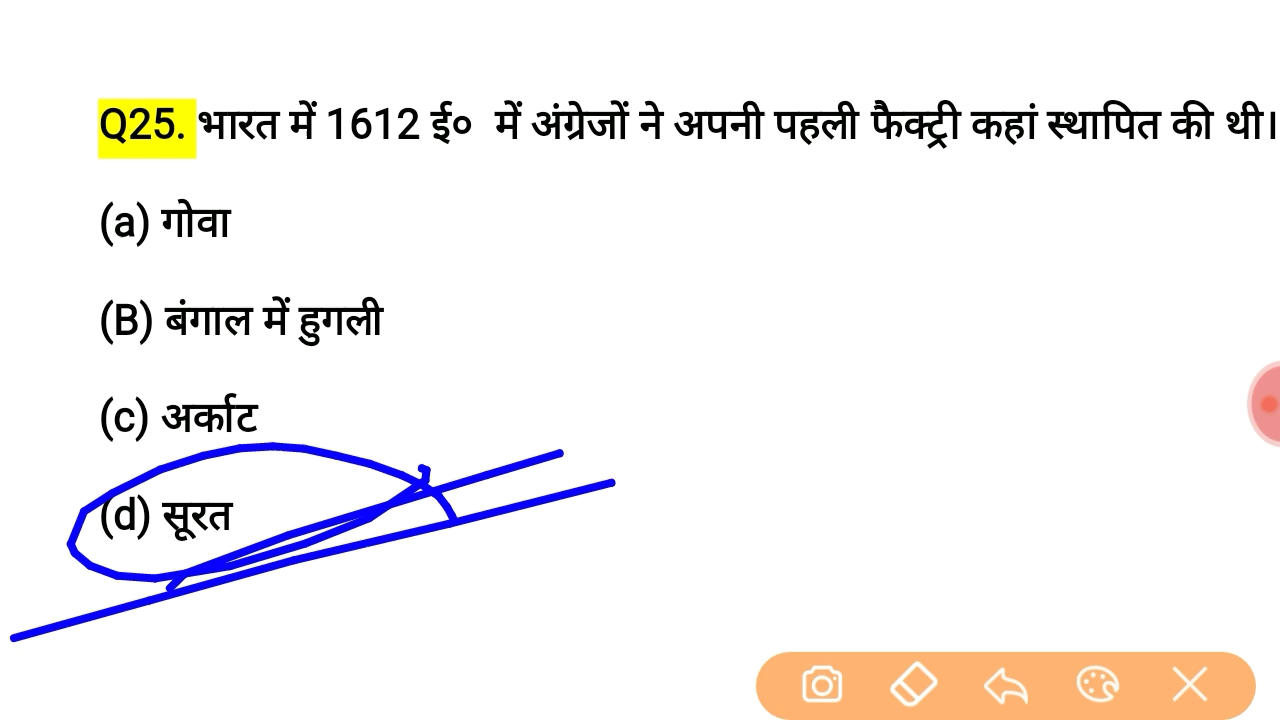 Q25. भारत में 1612 ई० में अंग्रेजों ने अपनी पहली फैक्ट्री कहां स्थापित की थी।
(a) गोवा
(B) बंगाल में हुगली
(c) अर्काट
(d) सूरत